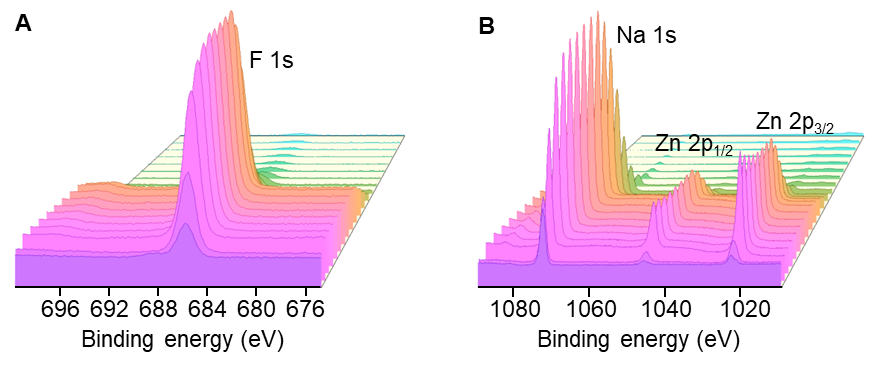 A
F 1s
696 692 688 684 680 676
Binding energy (eV)
B
Na 1s
Zn 2p3/2
Zn 2p1/2
1080 1060 1040 1020
Binding energy (eV)